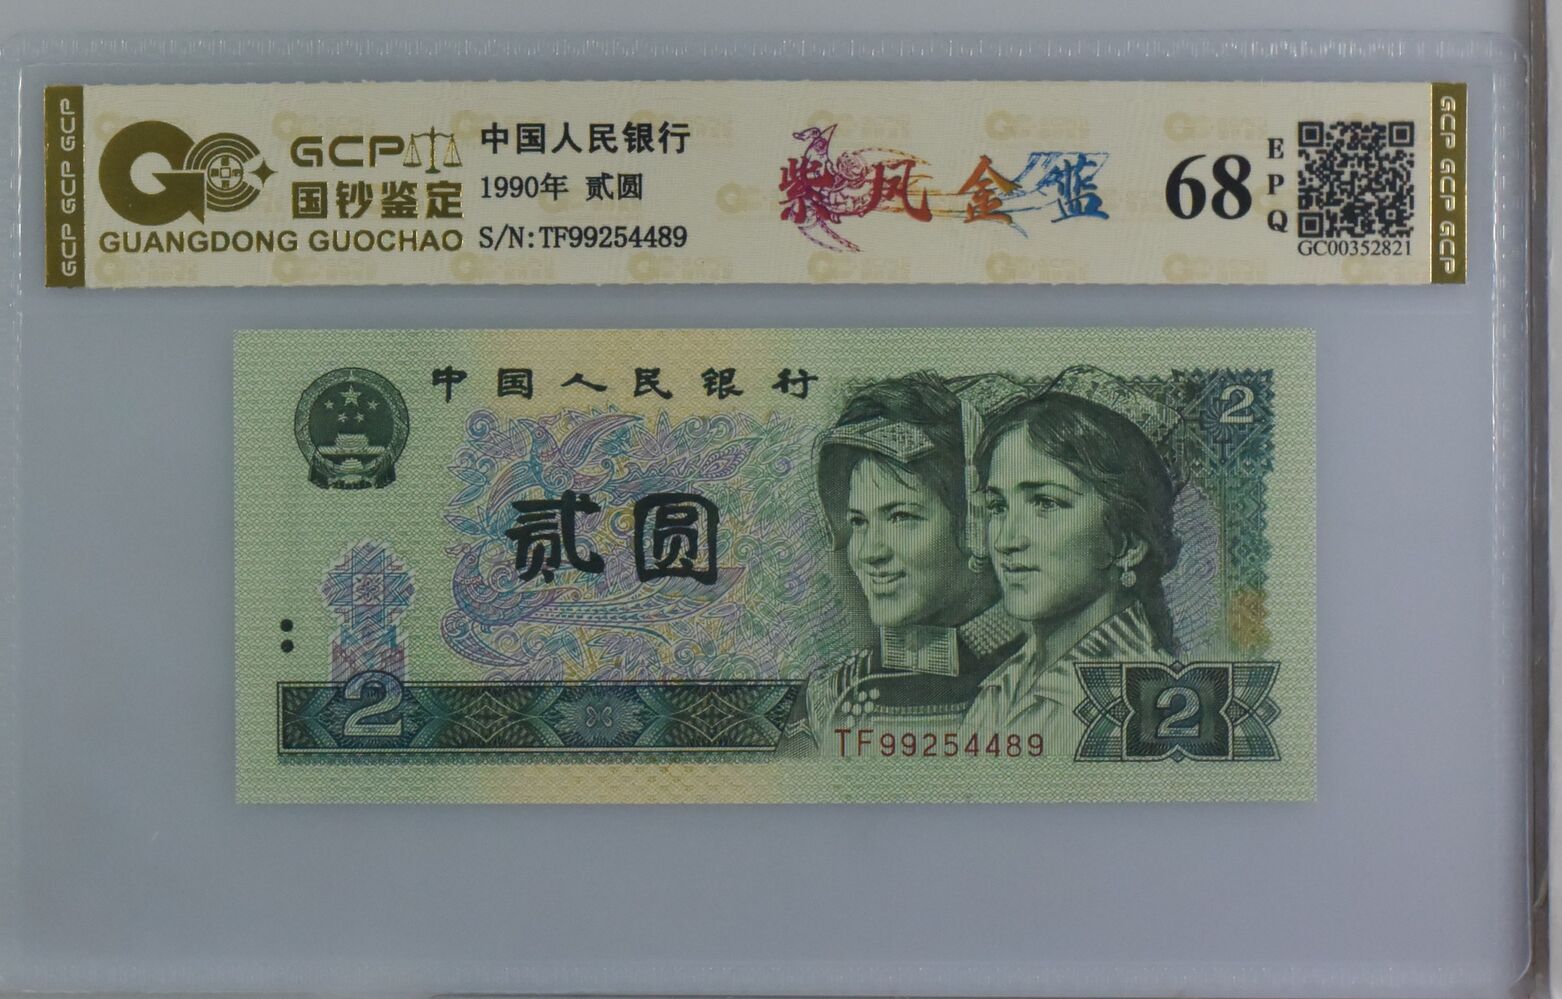 GCP GCP GCP
GCP
国钞鉴定
GUANGDONG GUOCHAO
中国人民银行
1990年 贰圆
S/N:TF99254489
紫凤金蓝
68
EPQ
GC00352821
GCP GCP GCP
中国人民银行
2
贰圆
2
TF99254489
2